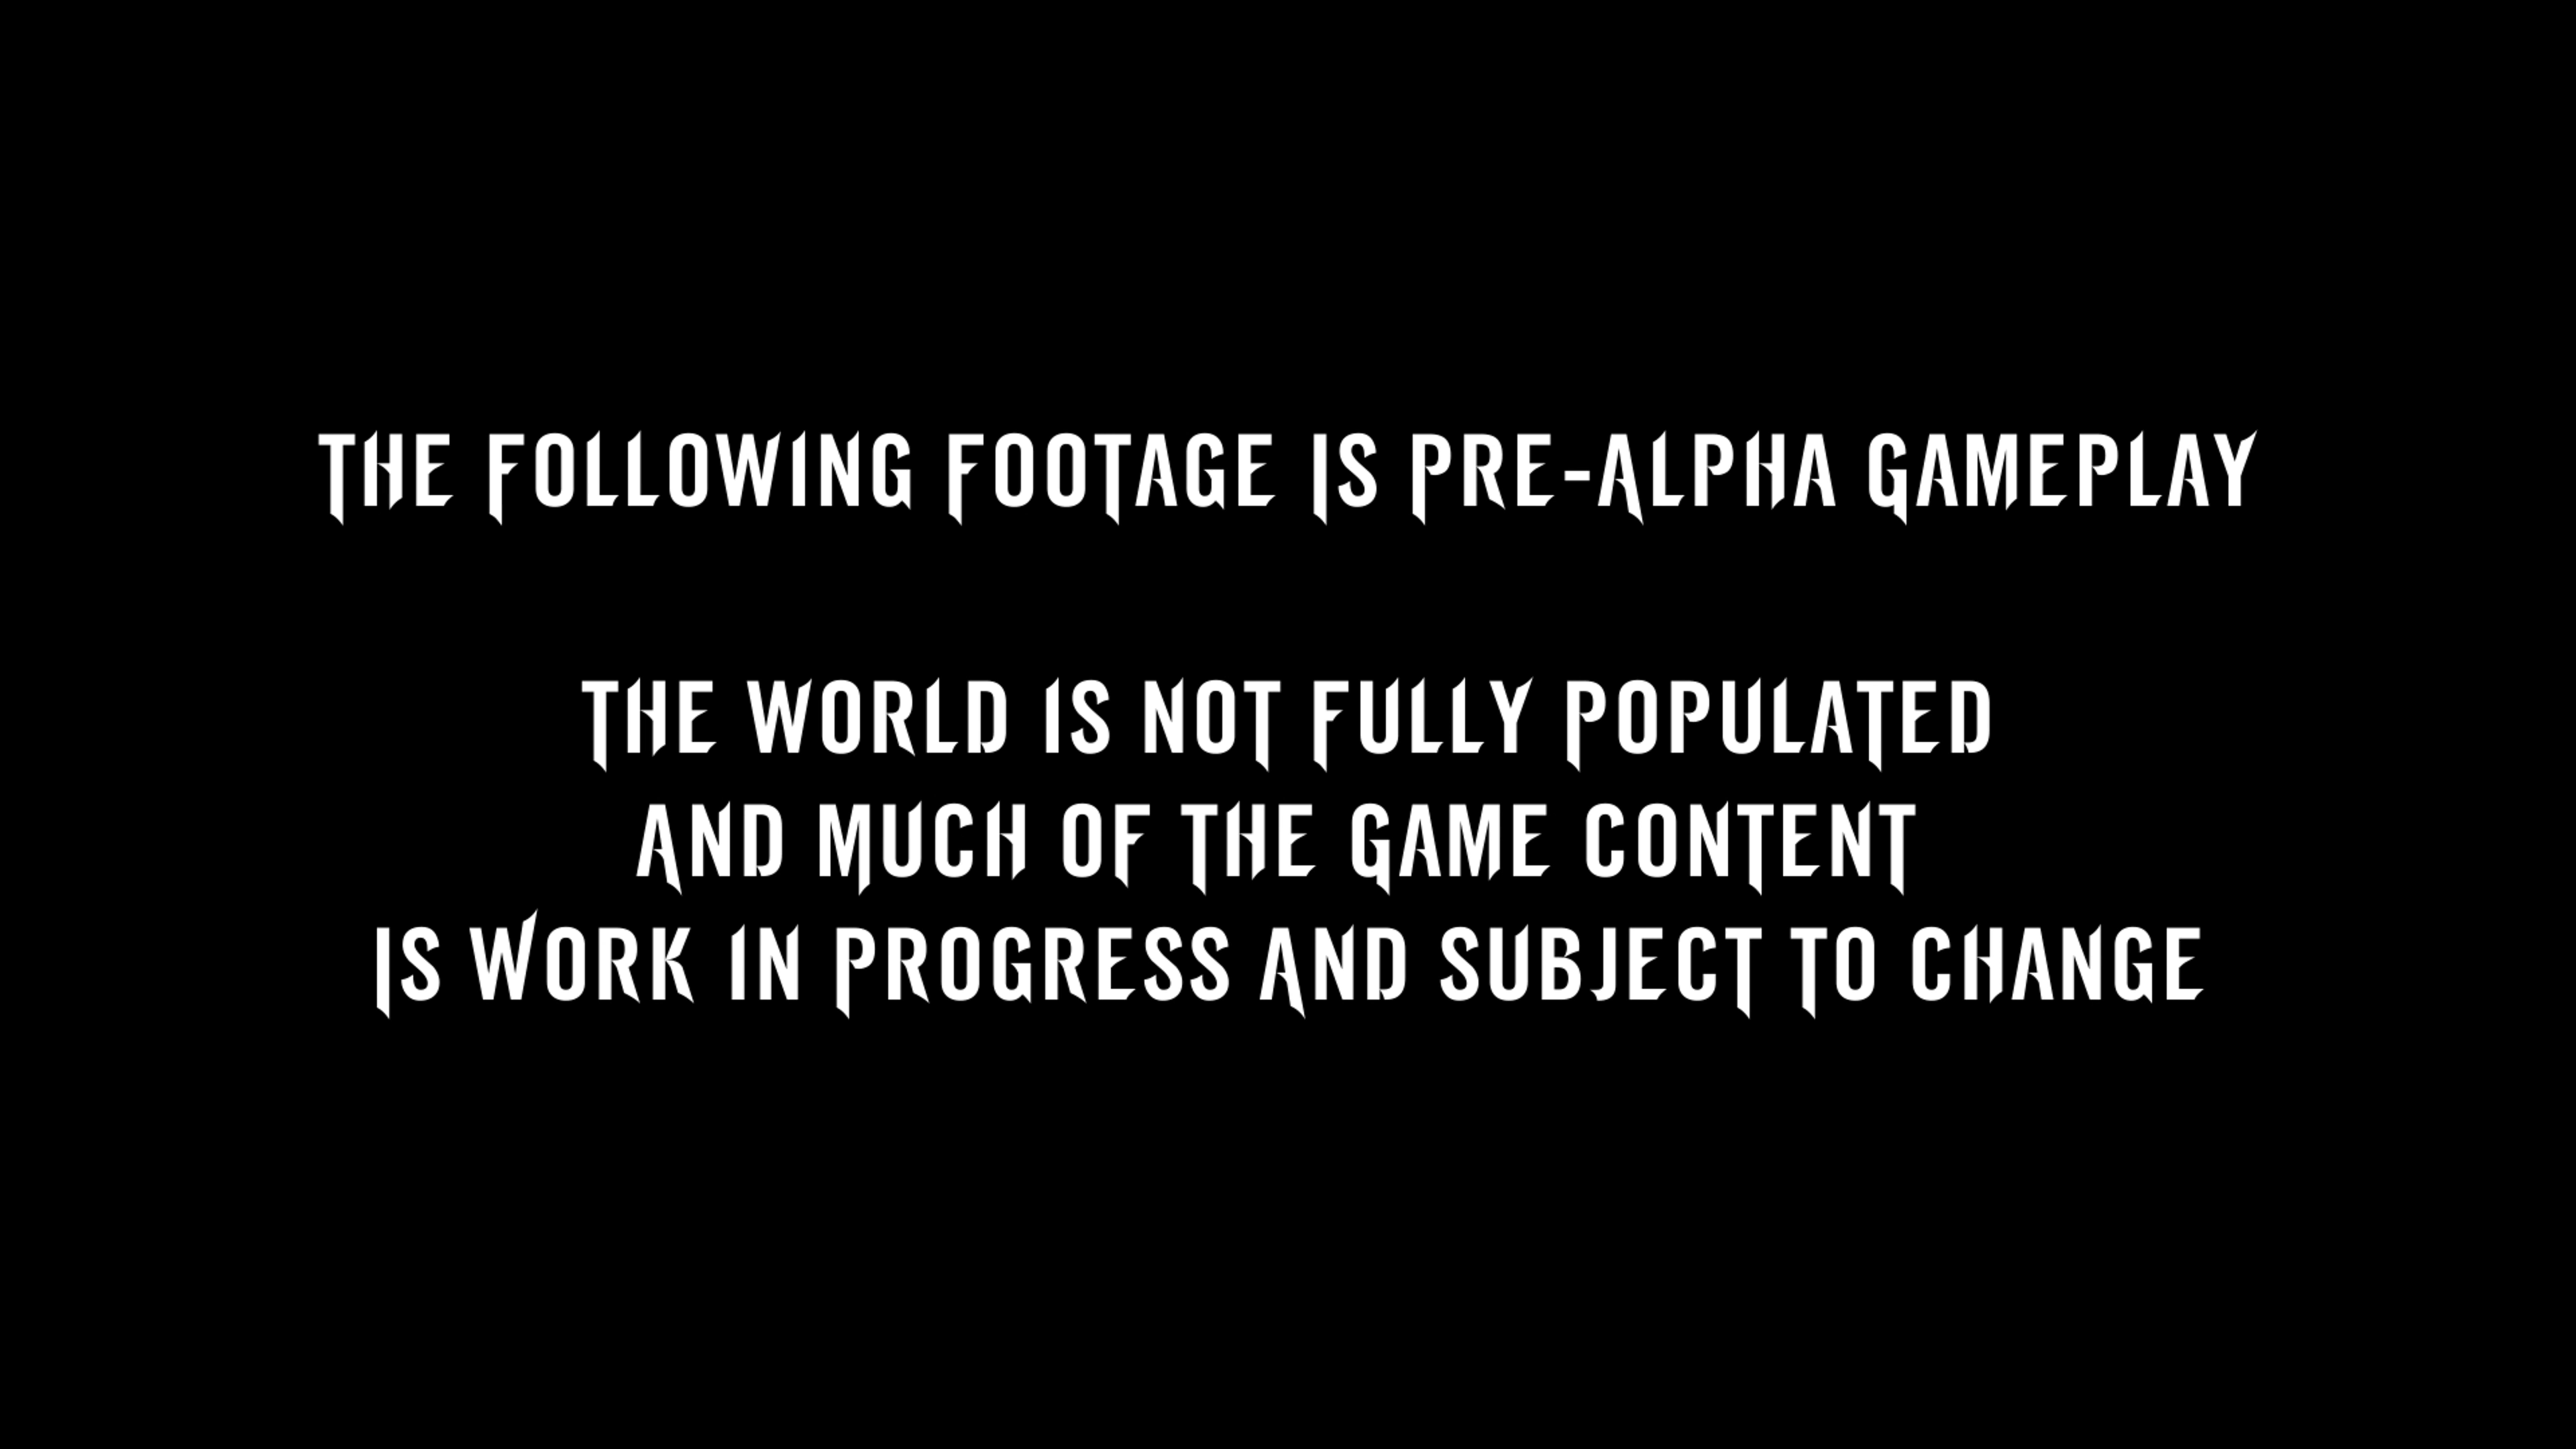 THE FOLLOWING FOOTAGE IS PRE-ALPHA GAMEPLAY
THE WORLD IS NOT FULLY POPULATED
AND MUCH OF THE GAME CONTENT
IS WORK IN PROGRESS AND SUBJECT TO CHANGE